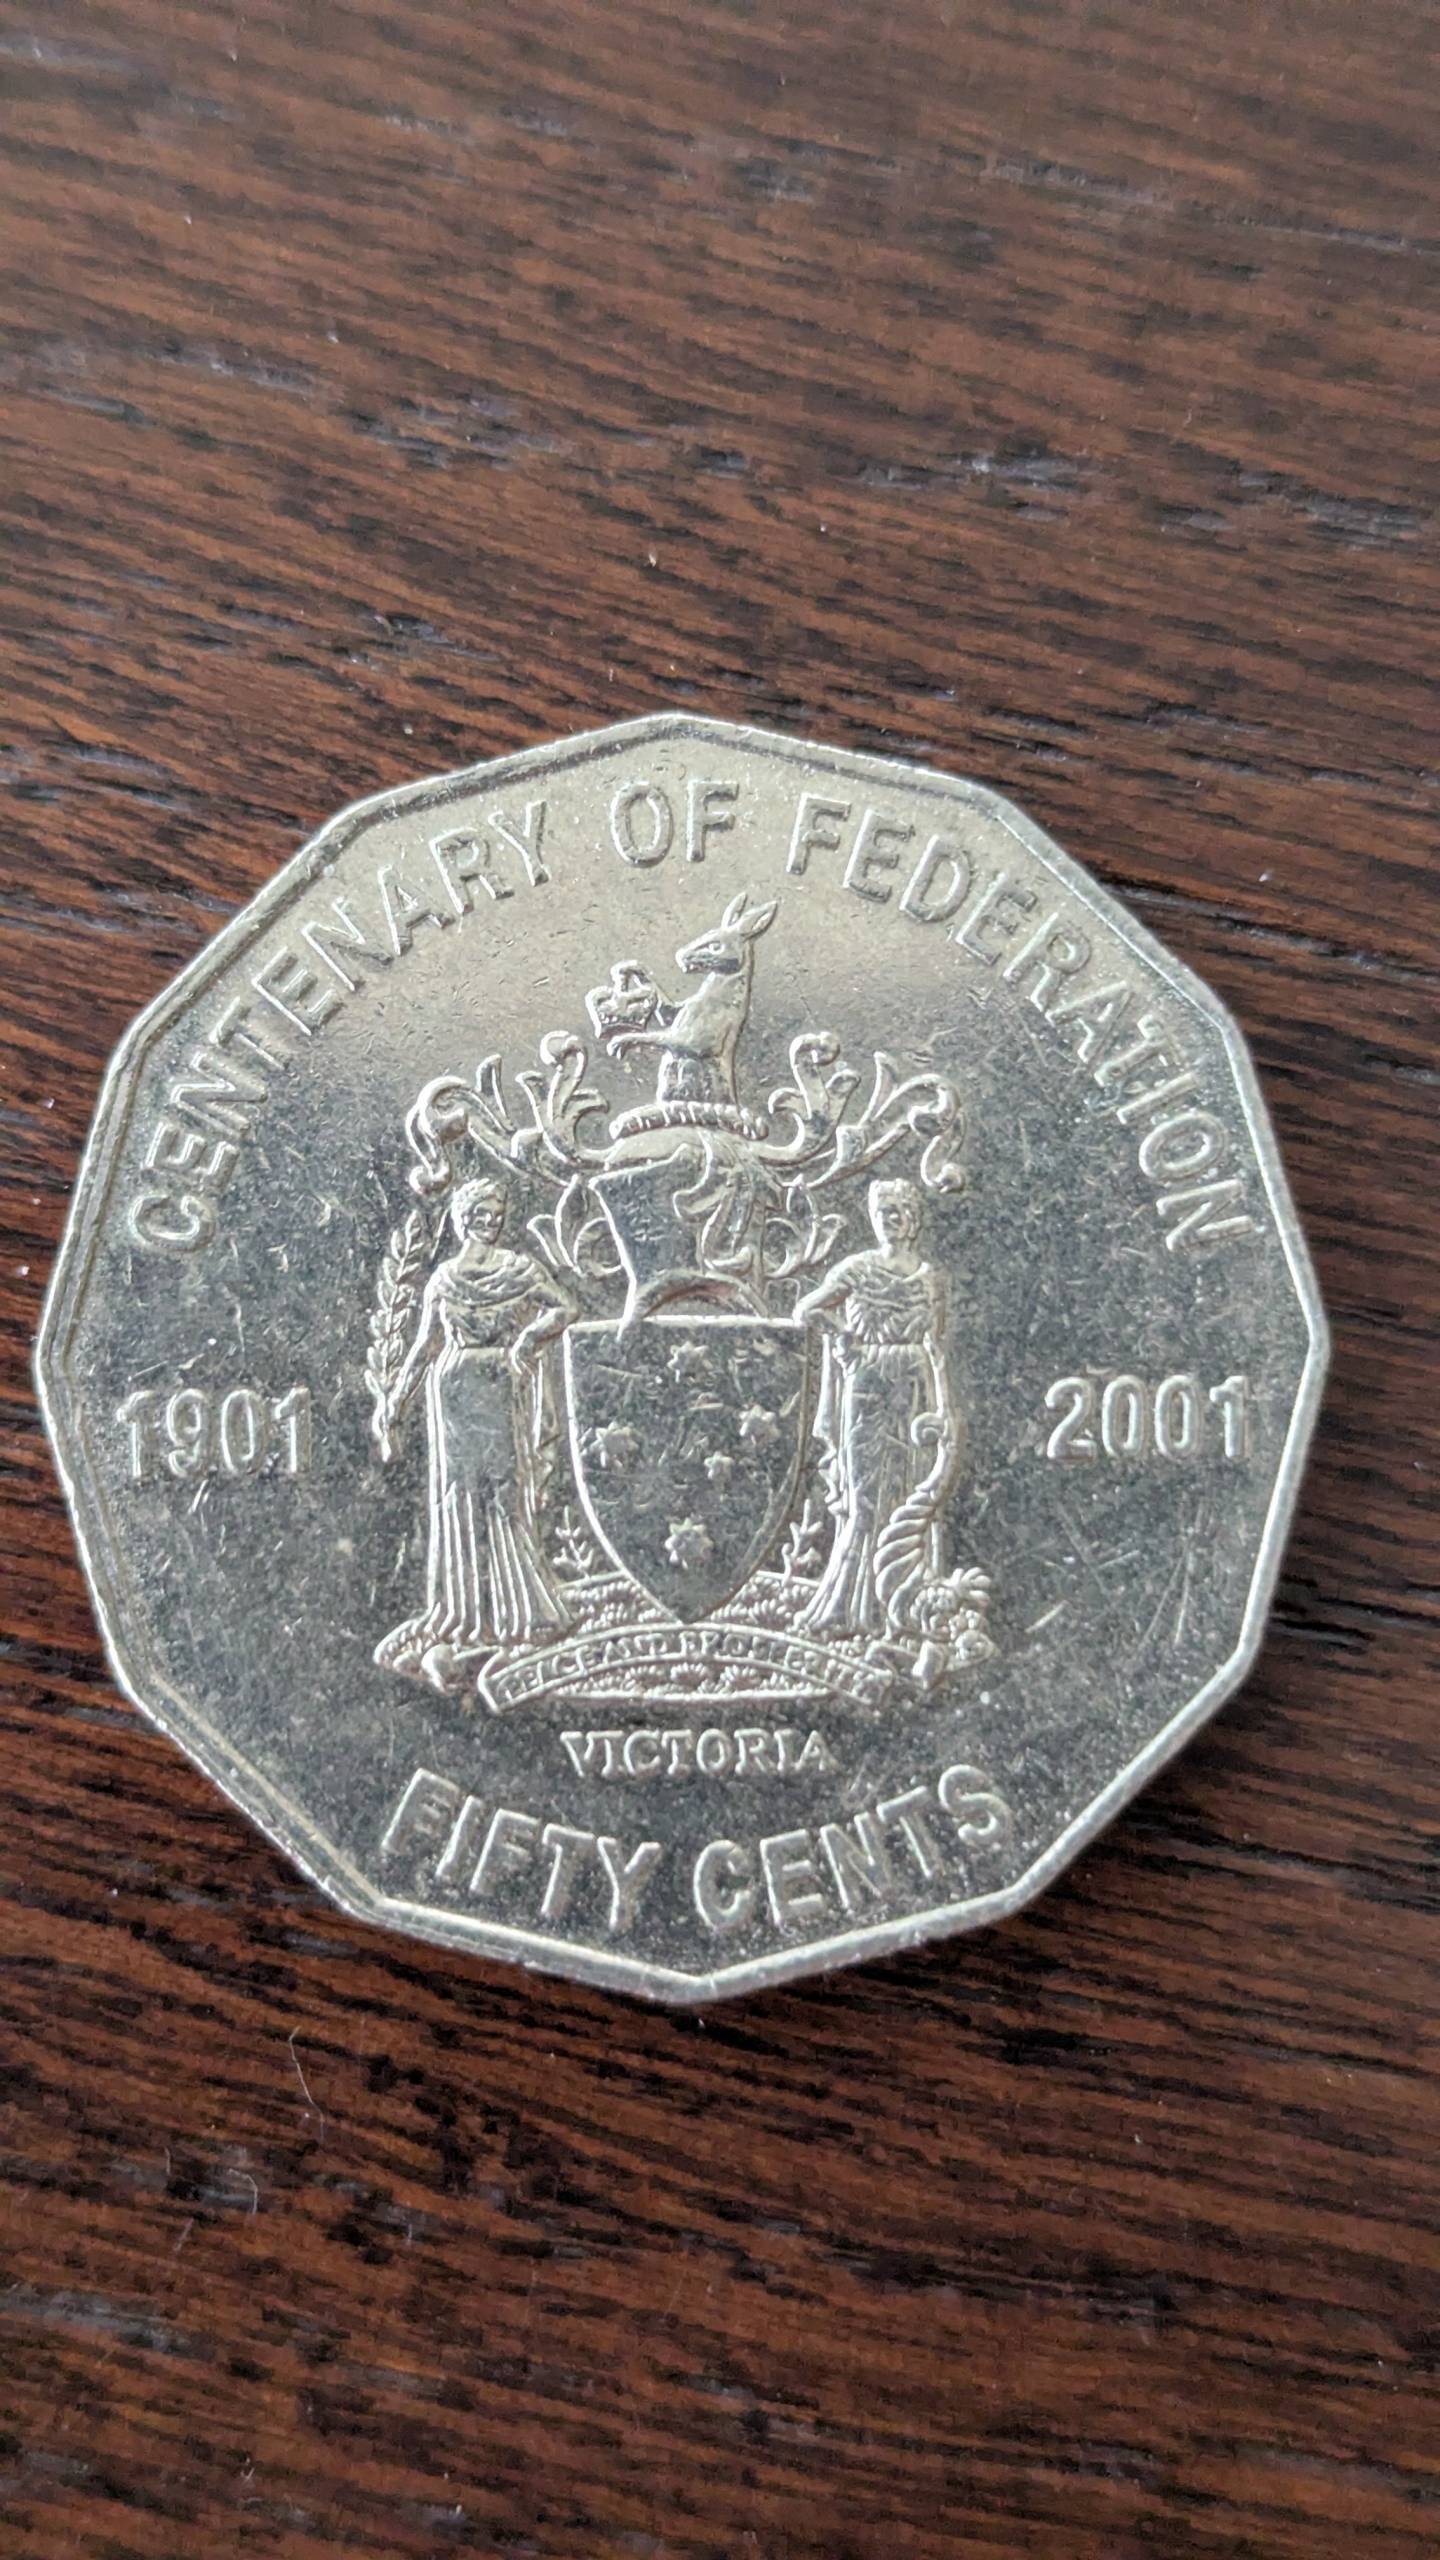 CENTENARY OF FEDERATION
1901
2001
PEACE AND PROSPERITY
VICTORIA
FIFTY CENTS